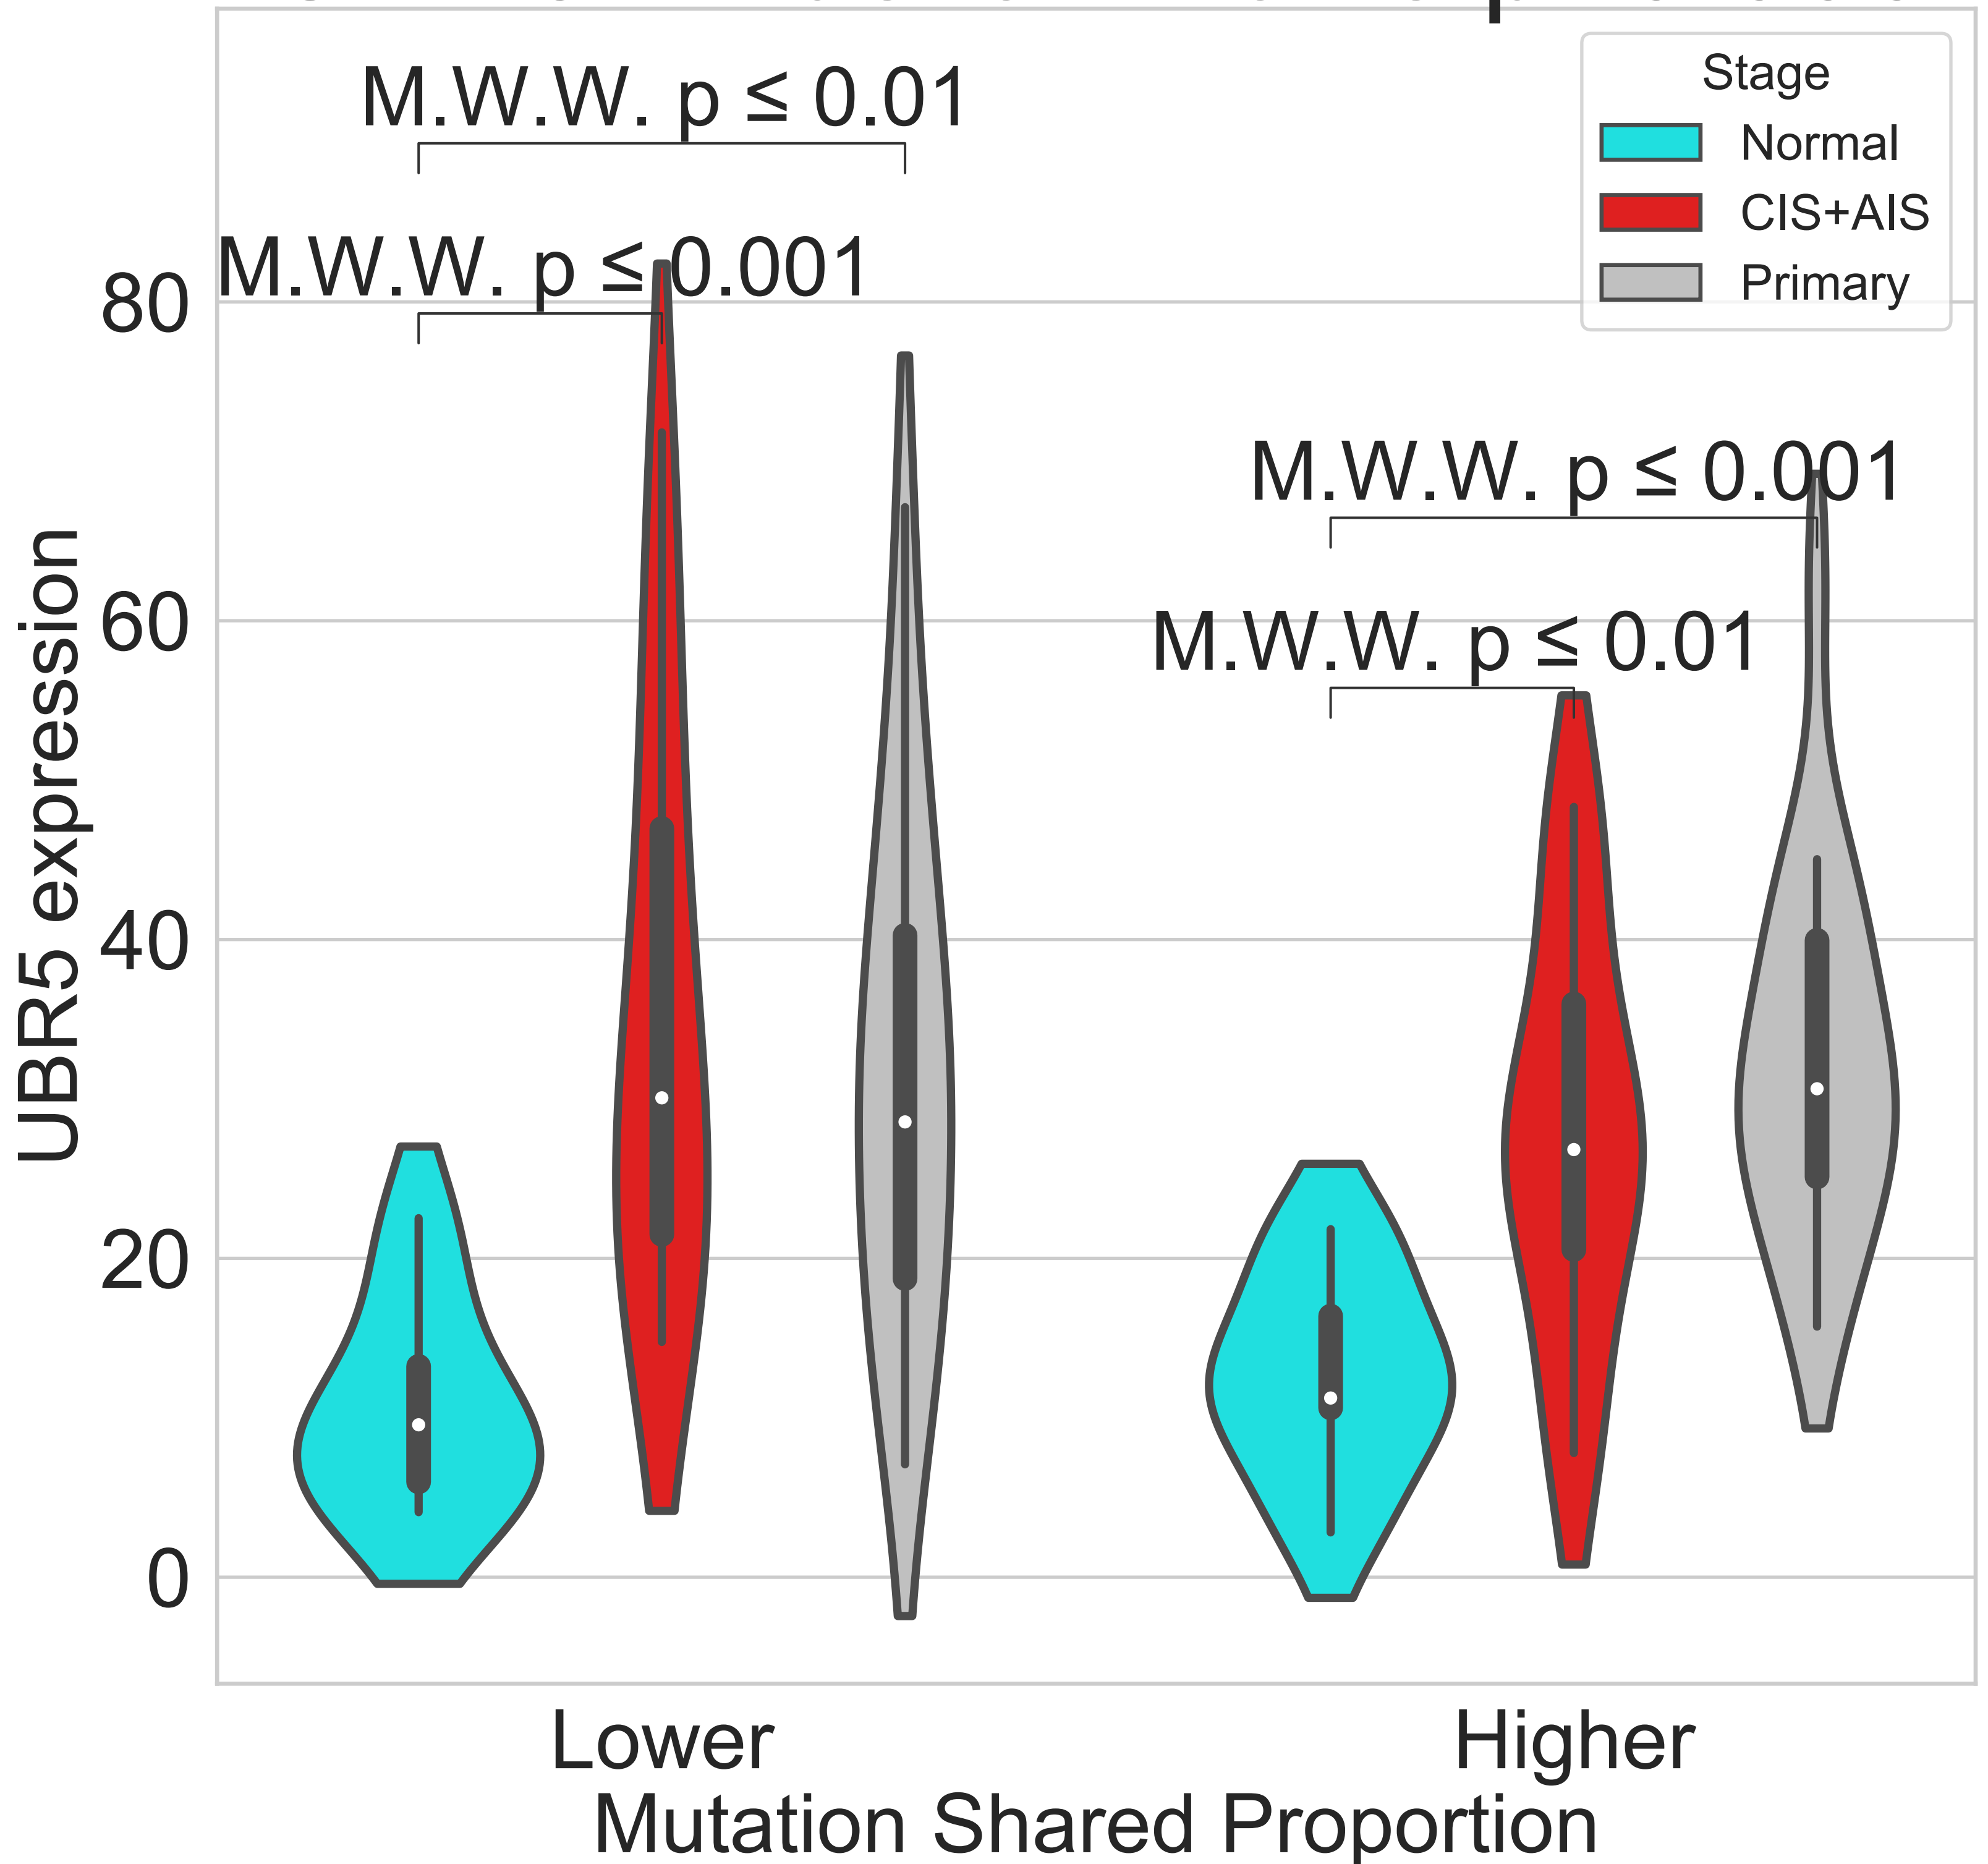 M.W.W. p ≤ 0.01
M.W.W. p ≤ 0.001
M.W.W. p ≤ 0.001
M.W.W. p ≤ 0.01
Stage
Normal
CIS+AIS
Primary
UBR5 expression
80
60
40
20
0
Lower
Higher
Mutation Shared Proportion